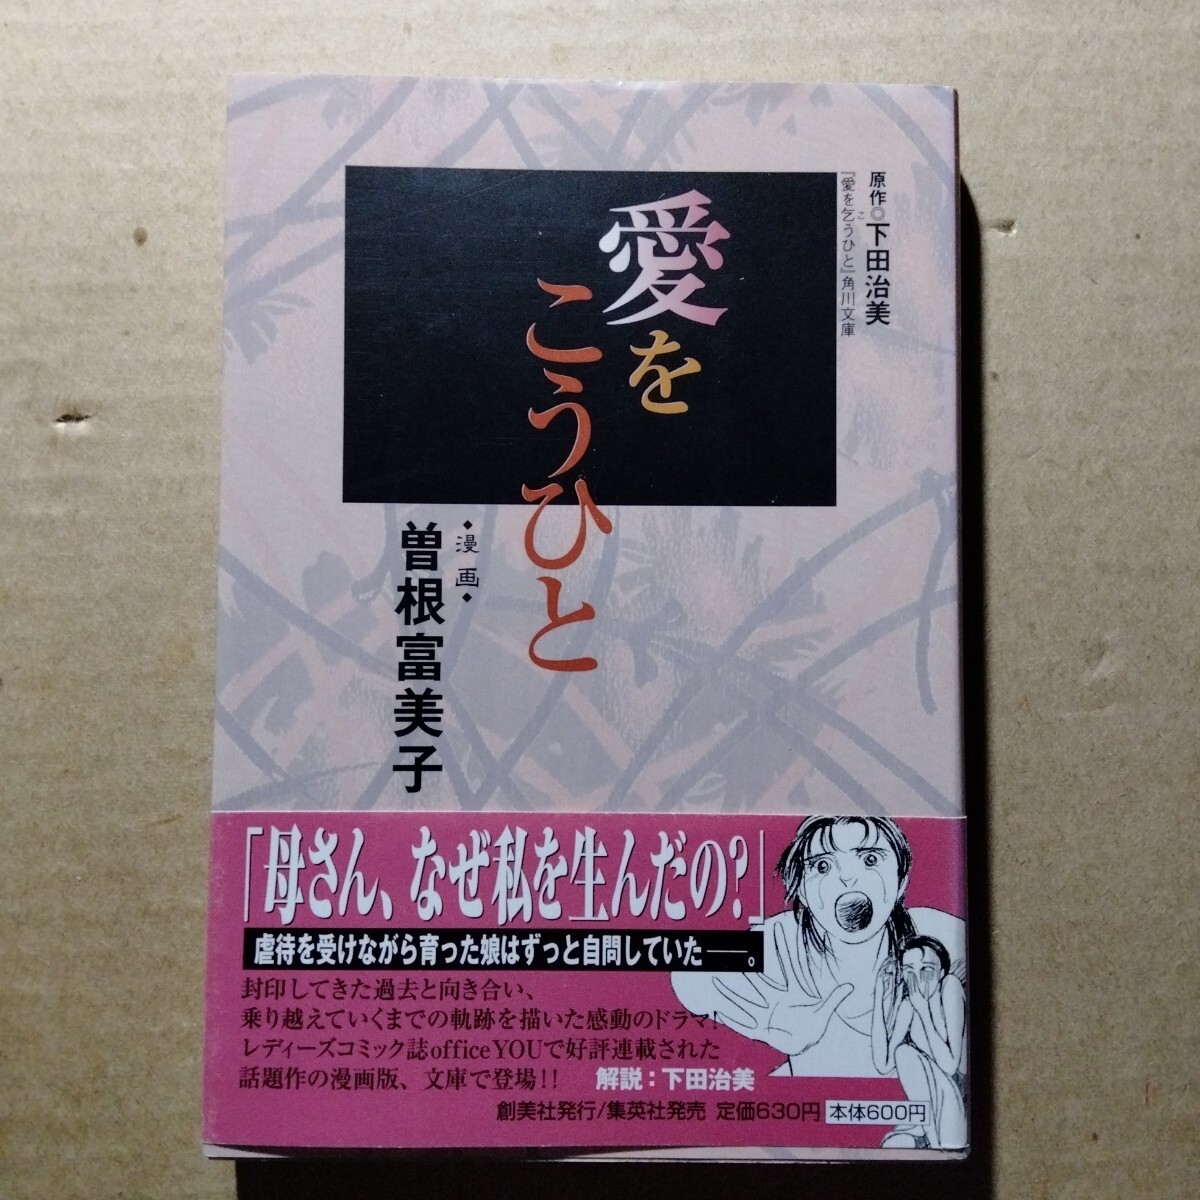 原作◎下田治美
『愛を乞うひと』角川文庫
こ
愛を
こうひと
・漫画・
曽根富美子
「母さん、なぜ私を生んだの?」
虐待を受けながら育った娘はずっと自問していた――。
封印してきた過去と向き合い、
乗り越えていくまでの軌跡を描いた感動のドラマ!
レディーズコミック誌office YOUで好評連載された
話題作の漫画版、文庫で登場!!
解説:下田治美
創美社発行/集英社発売 定価630円 本体600円